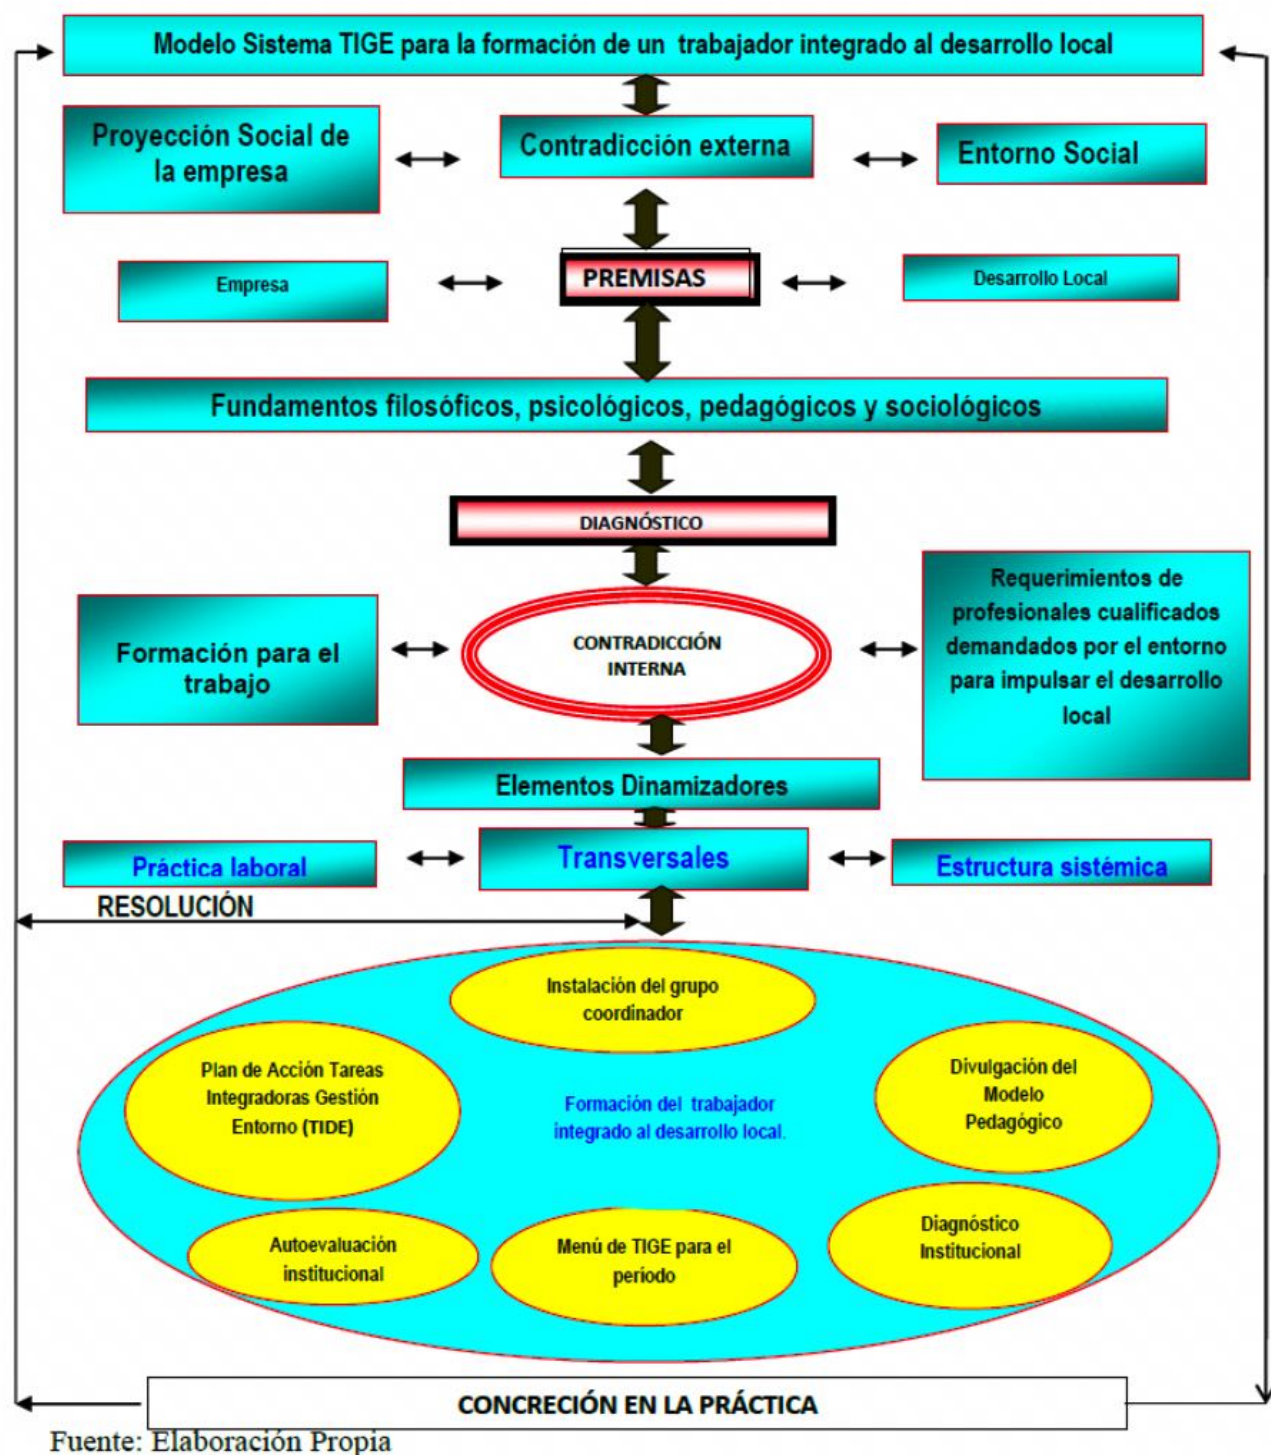 Modelo Sistema TIGE para la formación de un trabajador integrado al desarrollo local
Proyección Social de
la empresa
Contradicción externa
Entorno Social
Empresa
PREMISAS
Desarrollo Local
Fundamentos filosóficos, psicológicos, pedagógicos y sociológicos
DIAGNÓSTICO
Formación para el
trabajo
CONTRADICCIÓN
INTERNA
Requerimientos de
profesionales cualificados
demandados por el entorno
para impulsar el desarrollo
local
Elementos Dinamizadores
Práctica laboral
Transversales
Estructura sistémica
RESOLUCIÓN
Instalación del grupo
coordinador
Plan de Acción Tareas
Integradoras Gestión
Entorno (TIDE)
Formación del trabajador
integrado al desarrollo local.
Divulgación del
Modelo
Pedagógico
Autoevaluación
institucional
Menú de TIGE para el
período
Diagnóstico
Institucional
CONCRECIÓN EN LA PRÁCTICA
Fuente: Elaboración Propia